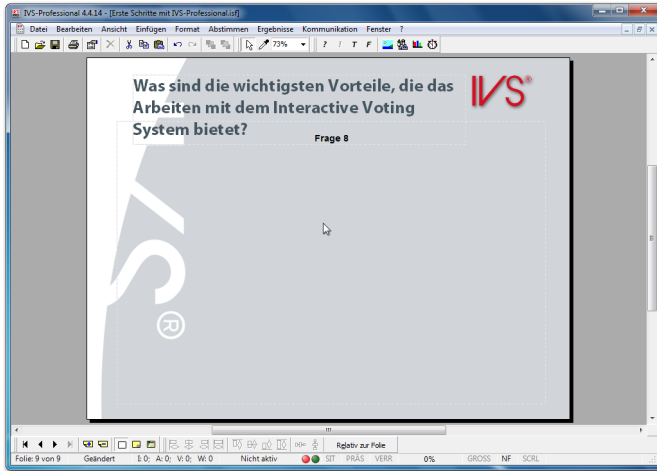 IVS-Professional 4.4.14 - [Erste Schritte mit IVS-Professional.isf]
Datei Bearbeiten Ansicht Einfügen Format Abstimmen Ergebnisse Kommunikation Fenster ?
73% ? ! T F
Was sind die wichtigsten Vorteile, die das
Arbeiten mit dem Interactive Voting
System bietet?
IVS®
Frage 8
VS®
Relativ zur Folie
Folie: 9 von 9 Geändert I: 0; A: 0; V: 0; W: 0 Nicht aktiv SIT PRÄS VERR 0% GROSS NF SCRL